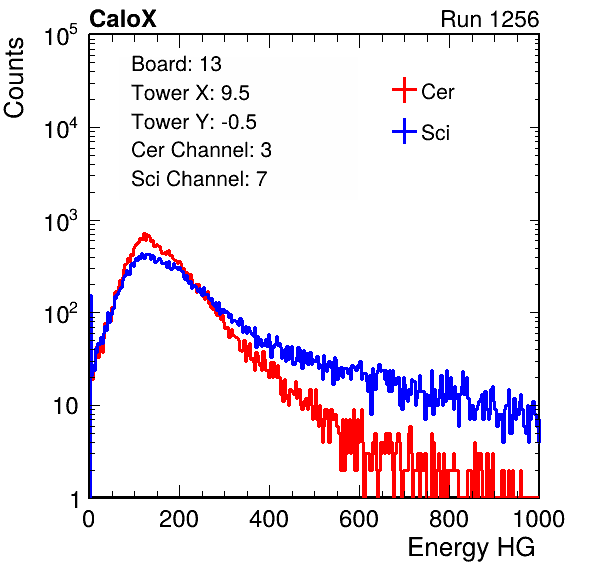 CaloX Run 1256
Counts
10^5
10^4
10^3
10^2
10
1
Board: 13
Tower X: 9.5
Tower Y: -0.5
Cer Channel: 3
Sci Channel: 7
Cer
Sci
0 200 400 600 800 1000
Energy HG